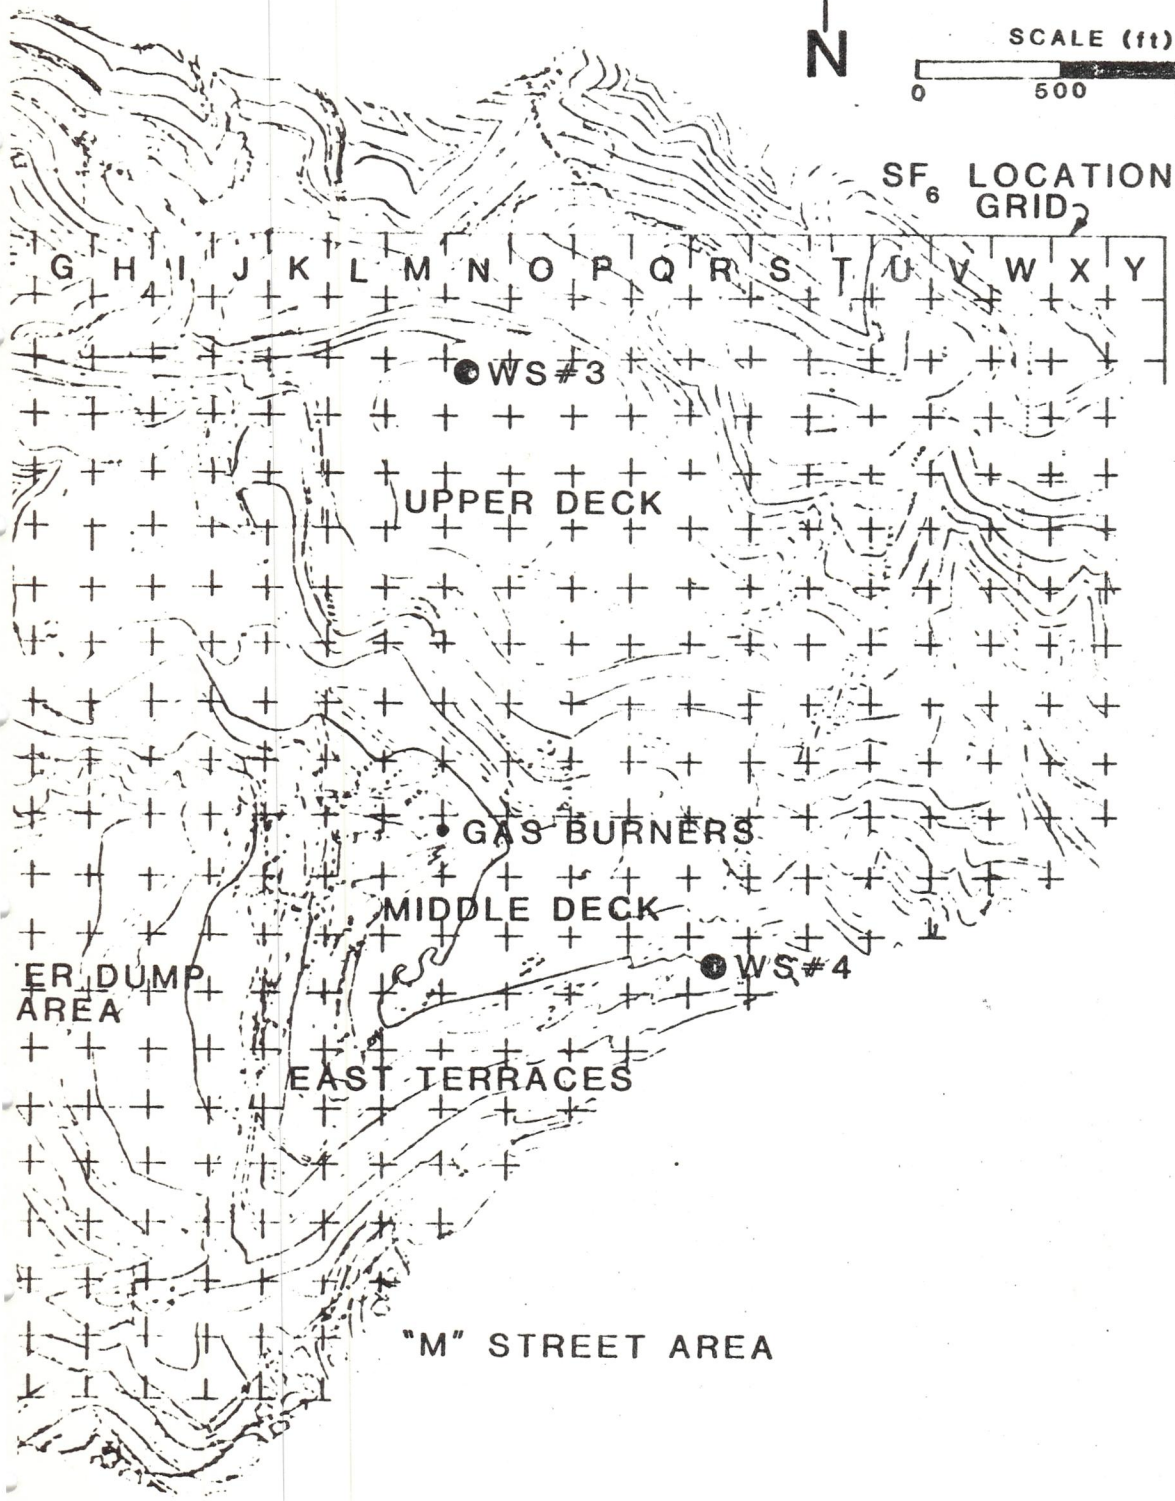 N
SCALE (ft)
0 500
SF6 LOCATION
GRID
G H I J K L M N O P Q R S T U V W X Y
WS#3
UPPER DECK
GAS BURNERS
MIDDLE DECK
WS#4
ER DUMP
AREA
EAST TERRACES
"M" STREET AREA